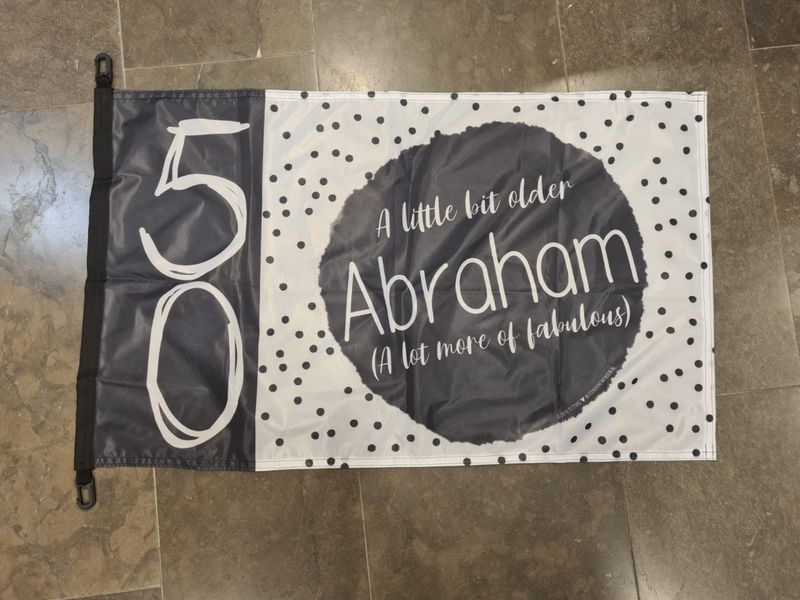 50
A little bit older
Abraham
(A lot more of fabulous)